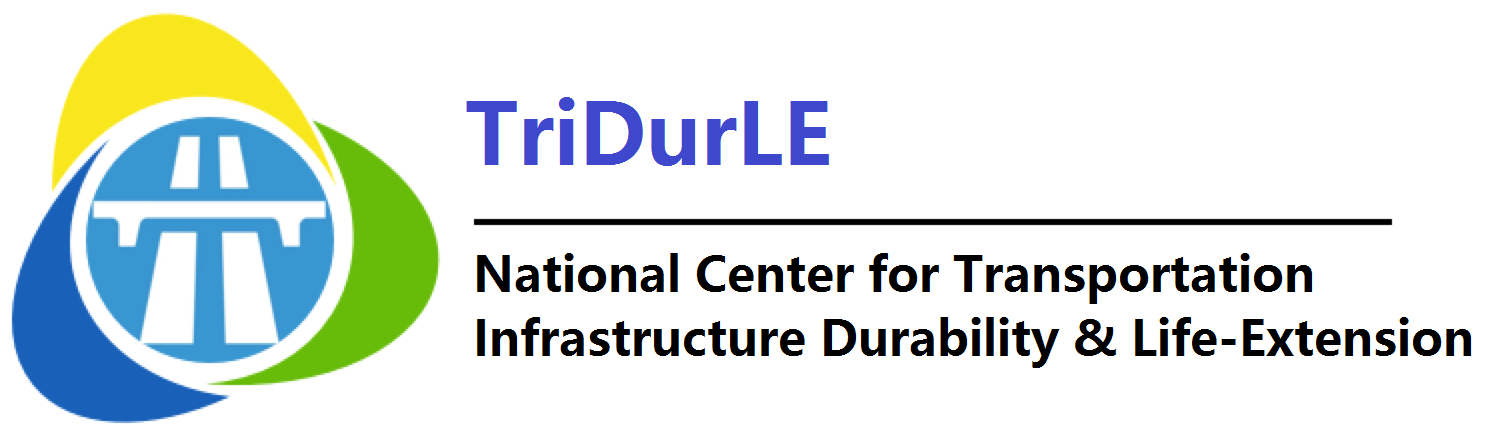 TriDurLE
National Center for Transportation
Infrastructure Durability & Life-Extension